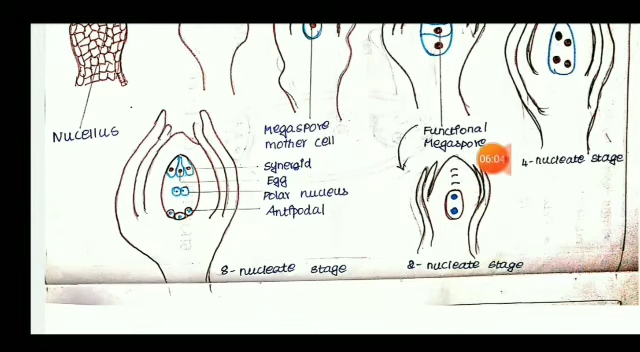 Nucellus
Megaspore
mother cell
Synergid
Egg
Polar nucleus
Antipodal
8-nucleate stage
Functional
Megaspore
06:04
4-nucleate stage
2-nucleate stage